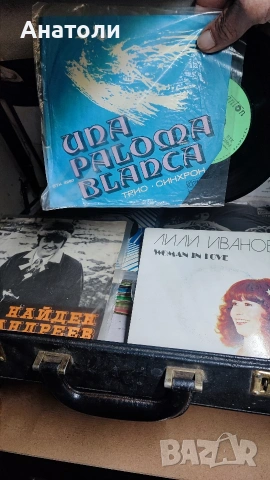 Анатоли
UNA
PALOMA
BLANCA
ТРИО · СИНХРОН
НАЙДЕН
АНДРЕЕВ
ЛИЛИ ИВАНОВ
WOMAN IN LOVE
BAZAR